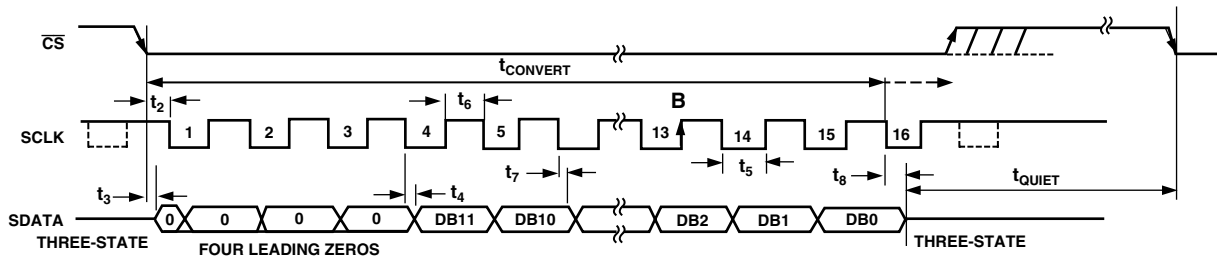 CS
tCONVERT
t2
t6
B
SCLK
1 2 3 4 5 13 14 15 16
t3
t4
t7
t5
t8
tQUIET
SDATA
0 0 0 0 DB11 DB10 DB2 DB1 DB0
THREE-STATE
FOUR LEADING ZEROS
THREE-STATE